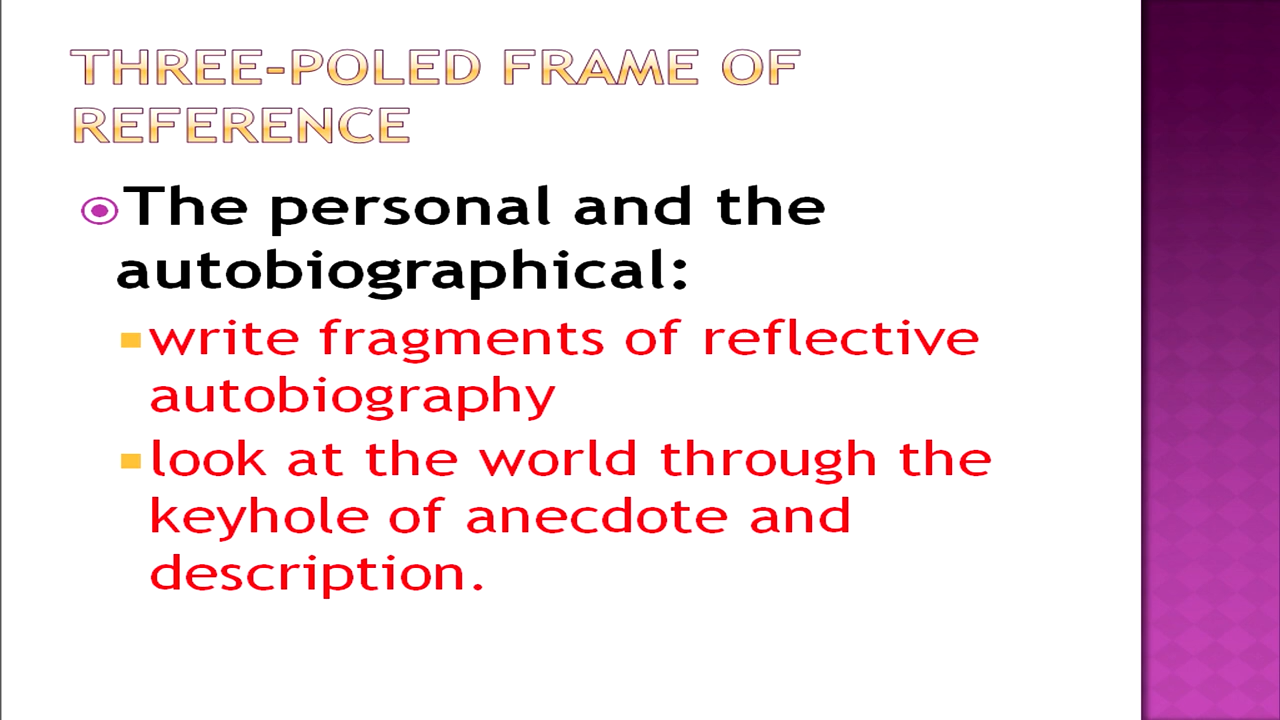 THREE-POLED FRAME OF
REFERENCE
The personal and the
autobiographical:
write fragments of reflective
autobiography
look at the world through the
keyhole of anecdote and
description.